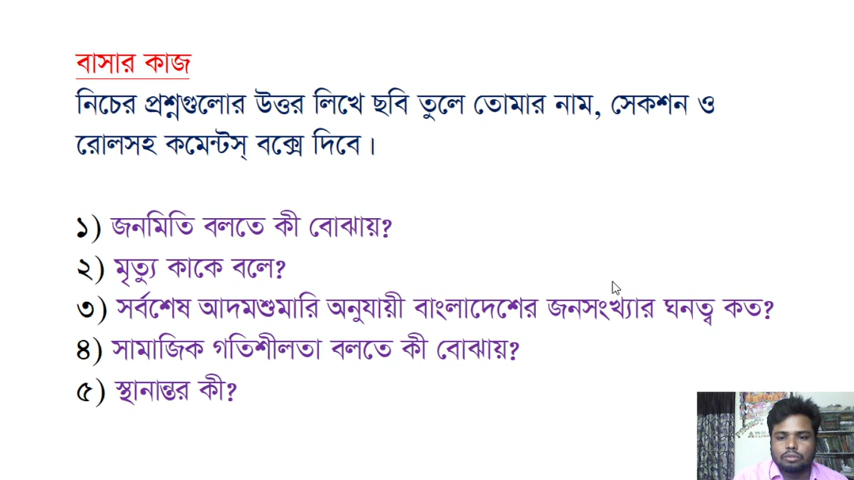 বাসার কাজ
নিচের প্রশ্নগুলোর উত্তর লিখে ছবি তুলে তোমার নাম, সেকশন ও
রোলসহ কমেন্টস্ বক্সে দিবে।
১) জনমিতি বলতে কী বোঝায়?
২) মৃত্যু কাকে বলে?
৩) সর্বশেষ আদমশুমারি অনুযায়ী বাংলাদেশের জনসংখ্যার ঘনত্ব কত?
৪) সামাজিক গতিশীলতা বলতে কী বোঝায়?
৫) স্থানান্তর কী?